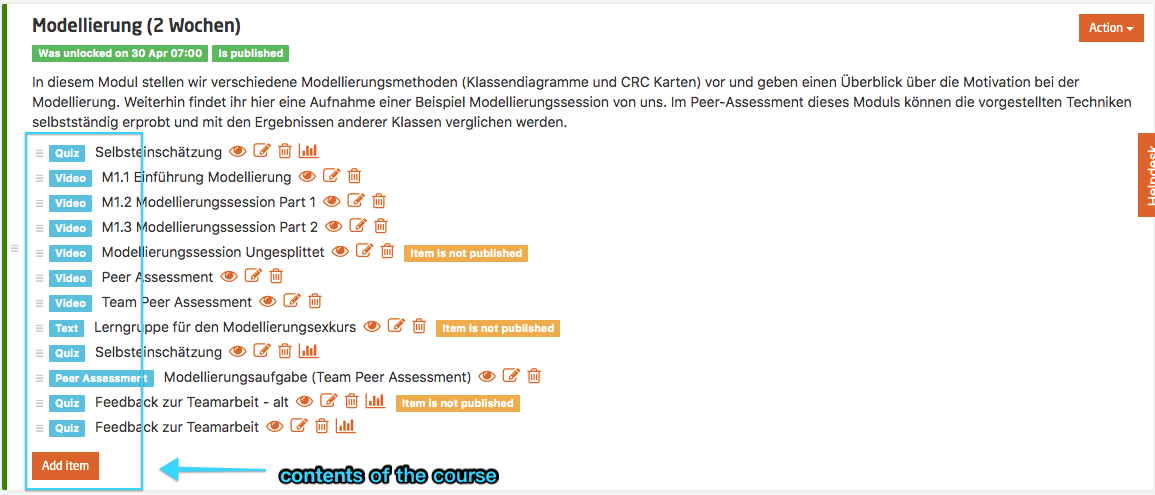 Modellierung (2 Wochen)
Action
Was unlocked on 30 Apr 07:00 Is published
In diesem Modul stellen wir verschiedene Modellierungsmethoden (Klassendiagramme und CRC Karten) vor und geben einen Überblick über die Motivation bei der
Modellierung. Weiterhin findet ihr hier eine Aufnahme einer Beispiel Modellierungssession von uns. Im Peer-Assessment dieses Moduls können die vorgestellten Techniken
selbstständig erprobt und mit den Ergebnissen anderer Klassen verglichen werden.
Quiz Selbsteinschätzung
Video M1.1 Einführung Modellierung
Video M1.2 Modellierungssession Part 1
Video M1.3 Modellierungssession Part 2
Video Modellierungssession Ungesplittet Item is not published
Video Peer Assessment
Video Team Peer Assessment
Text Lerngruppe für den Modellierungsexkurs Item is not published
Quiz Selbsteinschätzung
Peer Assessment Modellierungsaufgabe (Team Peer Assessment)
Quiz Feedback zur Teamarbeit - alt Item is not published
Quiz Feedback zur Teamarbeit
Add item
contents of the course
Helpdesk